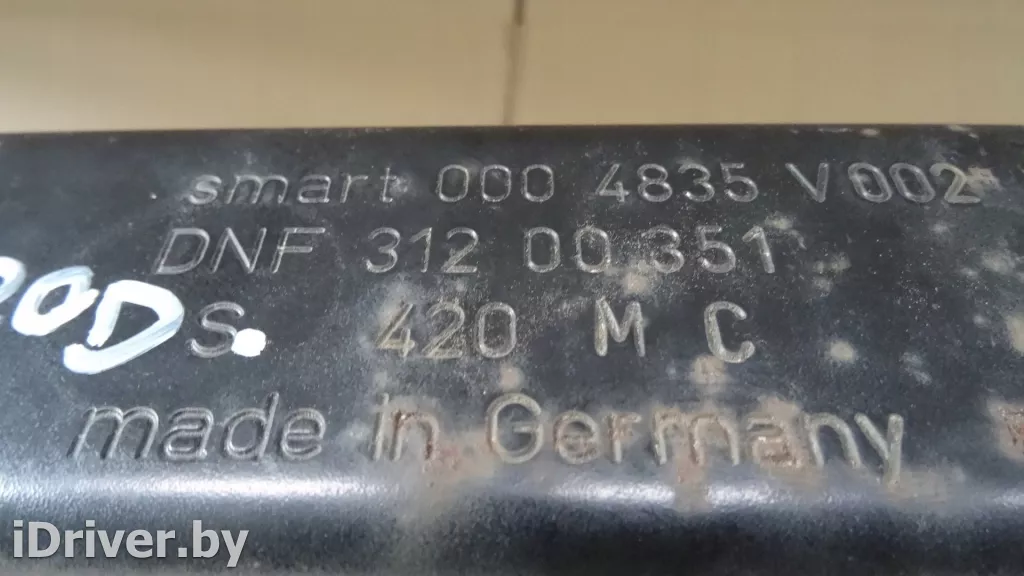 smart 000 4835 V002
DNF 312 00 351
S. 420 M C
made in Germany
iDriver.by